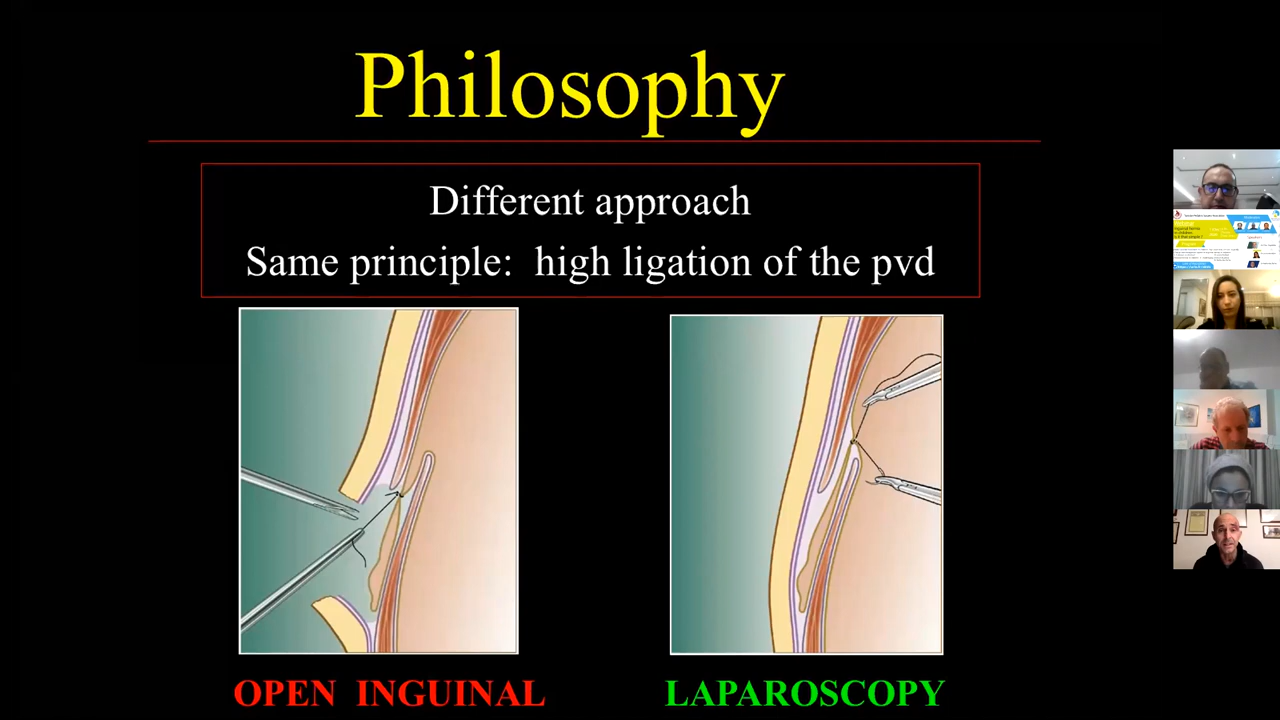 Philosophy
Different approach
Same principle: high ligation of the pvd
OPEN INGUINAL
LAPAROSCOPY